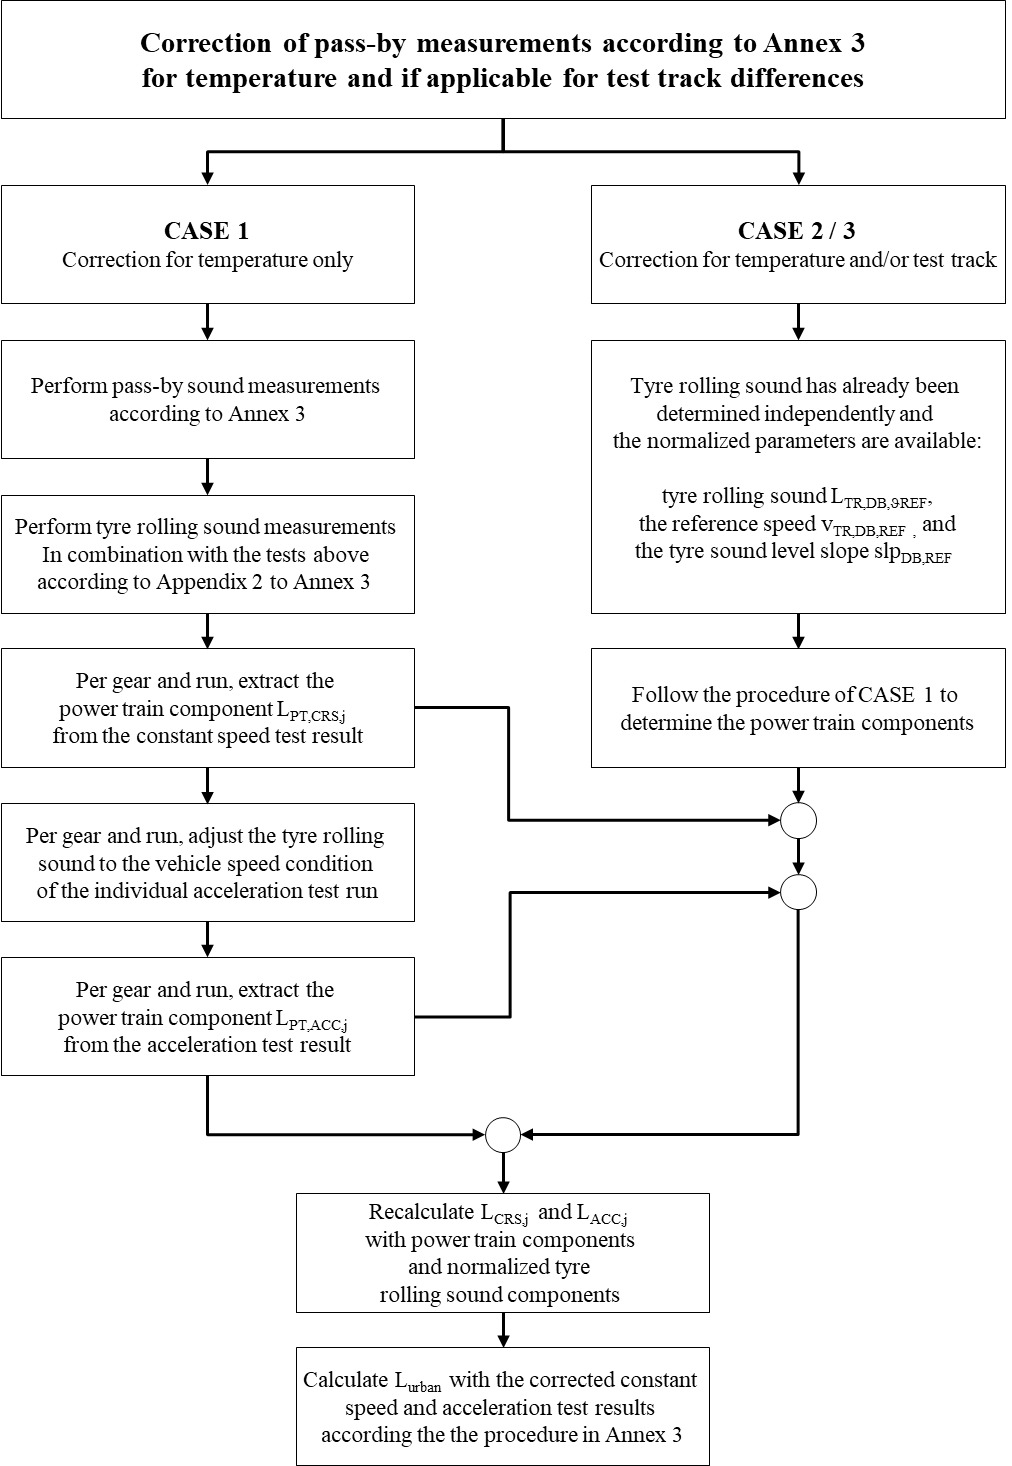 Correction of pass-by measurements according to Annex 3
for temperature and if applicable for test track differences
CASE 1
Correction for temperature only
CASE 2 / 3
Correction for temperature and/or test track
Perform pass-by sound measurements
according to Annex 3
Tyre rolling sound has already been
determined independently and
the normalized parameters are available:
tyre rolling sound LTR,DB,ϑREF,
the reference speed vTR,DB,REF , and
the tyre sound level slope slpDB,REF
Perform tyre rolling sound measurements
In combination with the tests above
according to Appendix 2 to Annex 3
Per gear and run, extract the
power train component LPT,CRS,j
from the constant speed test result
Follow the procedure of CASE 1 to
determine the power train components
Per gear and run, adjust the tyre rolling
sound to the vehicle speed condition
of the individual acceleration test run
Per gear and run, extract the
power train component LPT,ACC,j
from the acceleration test result
Recalculate LCRS,j and LACC,j
with power train components
and normalized tyre
rolling sound components
Calculate Lurban with the corrected constant
speed and acceleration test results
according the the procedure in Annex 3